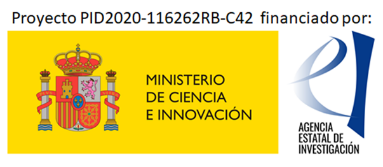 Proyecto PID2020-116262RB-C42 financiado por:
MINISTERIO
DE CIENCIA
E INNOVACIÓN
AGENCIA
ESTATAL DE
INVESTIGACIÓN